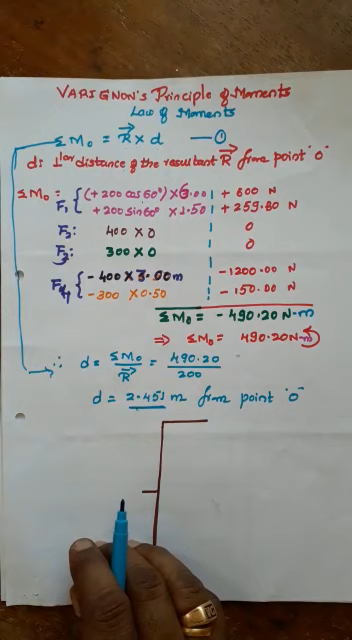 VARIGNON'S Principle of Moments
Law of Moments
ΣM₀ = R⃗ × d —①
d: ⊥lar distance of the resultant R⃗ from point "O"
ΣM₀ =
F₁ { (+200 cos 60°) × 6.00 | + 600 N
+200 sin 60° × 1.50 | + 259.80 N
F₂: 400 × 0 | 0
F₃: 300 × 0 | 0
F₄ { - 400 × 3.00 m | -1200.00 N
- 300 × 0.50 | - 150.00 N
ΣM₀ = - 490.20 N-m
⇒ ΣM₀ = 490.20 N-m
∴ d = ΣM₀/R⃗ = 490.20/200
d = 2.451 m from point "O"